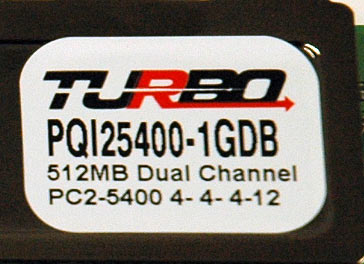 TURBO
PQI25400-1GDB
512MB Dual Channel
PC2-5400 4- 4- 4-12